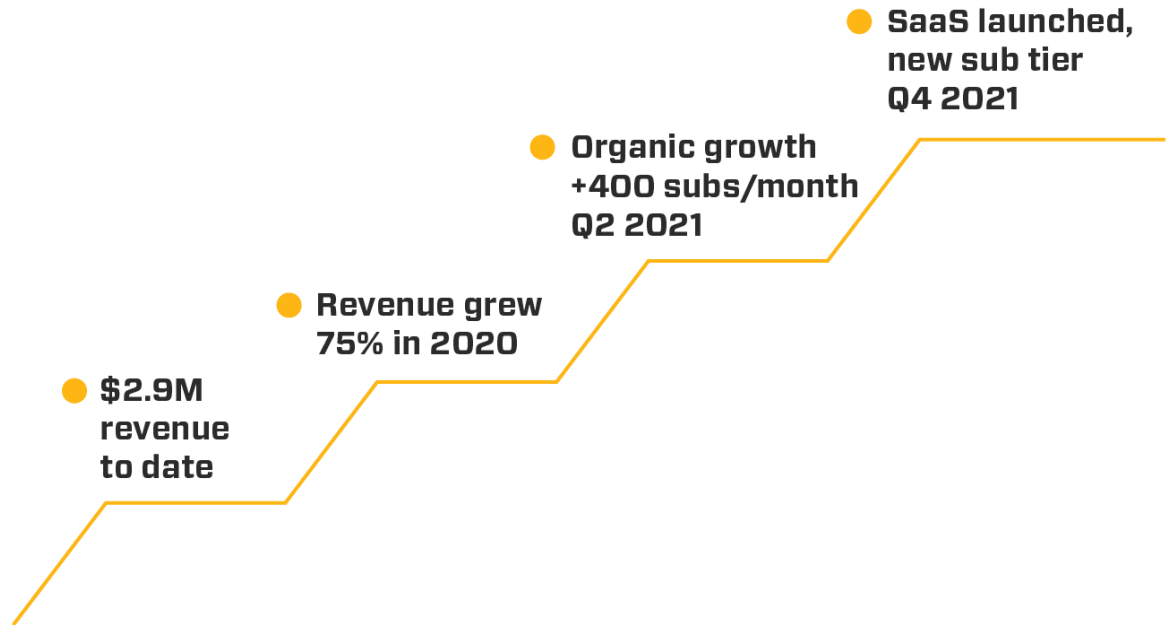 SaaS launched,
new sub tier
Q4 2021
Organic growth
+400 subs/month
Q2 2021
Revenue grew
75% in 2020
$2.9M
revenue
to date